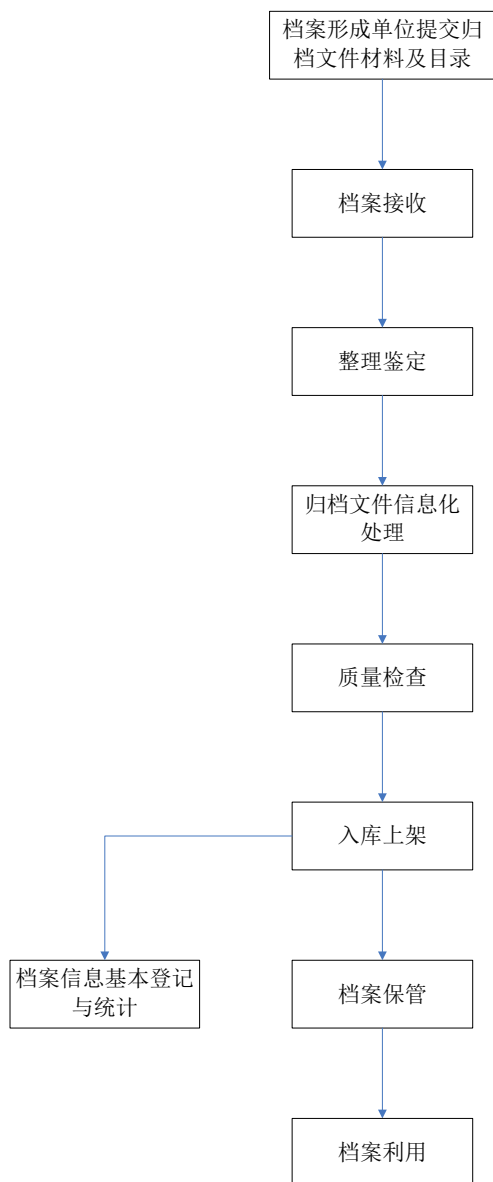 档案形成单位提交归
档文件材料及目录
档案接收
整理鉴定
归档文件信息化
处理
质量检查
入库上架
档案信息基本登记
与统计
档案保管
档案利用